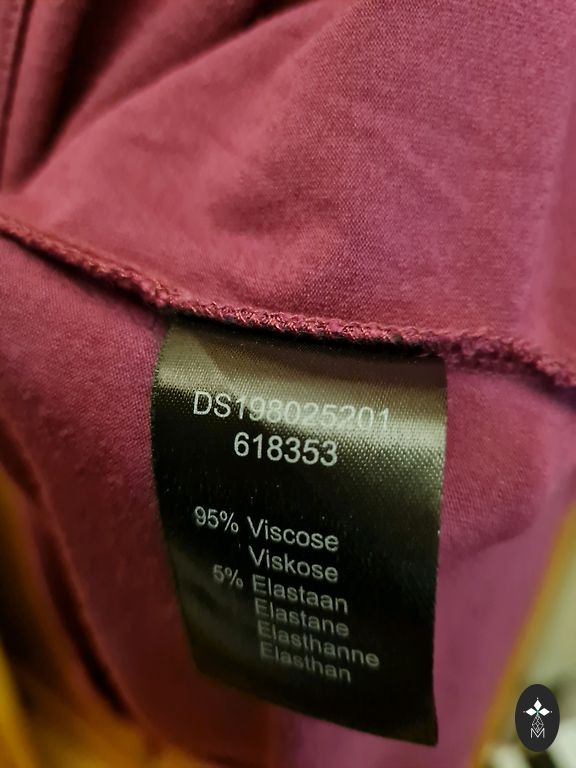 DS198025201
618353
95% Viscose
Viskose
5% Elastaan
Elastane
Elasthanne
Elasthan
M